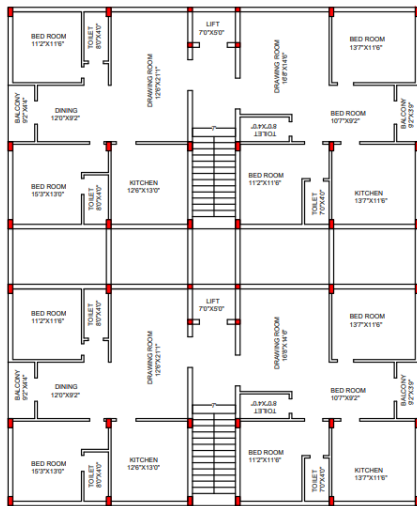 BED ROOM
11'2"X11'6"
TOILET
8'0"X4'0"
DRAWING ROOM
12'6"X21'1"
LIFT
7'0"X5'0"
DRAWING ROOM
16'8"X14'6"
BED ROOM
13'7"X11'6"
BALCONY
9'2"X4'4"
DINING
12'0"X9'2"
TOILET
8'0"X4'0"
BED ROOM
10'7"X9'2"
BALCONY
9'2"X3'9"
BED ROOM
15'3"X13'0"
TOILET
8'0"X4'0"
KITCHEN
12'6"X13'0"
BED ROOM
11'2"X11'6"
TOILET
7'0"X4'0"
KITCHEN
13'7"X11'6"
BED ROOM
11'2"X11'6"
TOILET
8'0"X4'0"
DRAWING ROOM
12'6"X21'1"
LIFT
7'0"X5'0"
DRAWING ROOM
16'8"X14'6"
BED ROOM
13'7"X11'6"
BALCONY
9'2"X4'4"
DINING
12'0"X9'2"
TOILET
8'0"X4'0"
BED ROOM
10'7"X9'2"
BALCONY
9'2"X3'9"
BED ROOM
15'3"X13'0"
TOILET
8'0"X4'0"
KITCHEN
12'6"X13'0"
BED ROOM
11'2"X11'6"
TOILET
7'0"X4'0"
KITCHEN
13'7"X11'6"